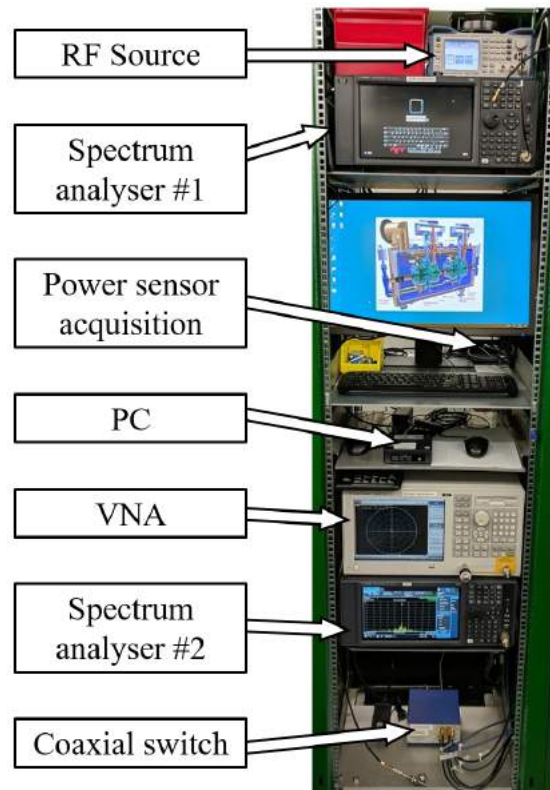 RF Source
Spectrum
analyser #1
Power sensor
acquisition
PC
VNA
Spectrum
analyser #2
Coaxial switch